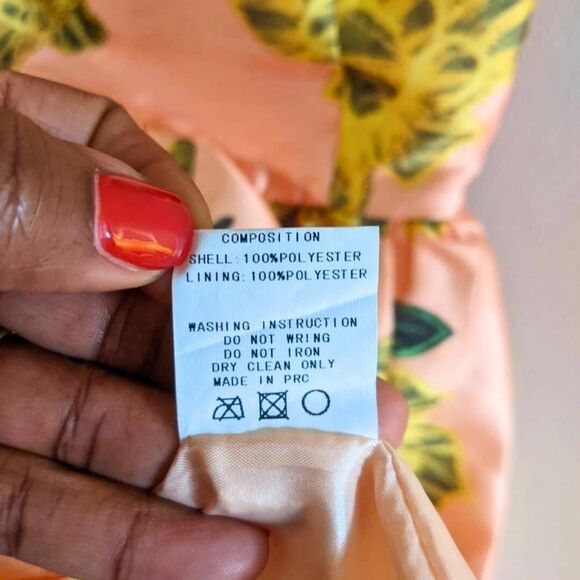 COMPOSITION
SHELL:100%POLYESTER
LINING:100%POLYESTER
WASHING INSTRUCTION
DO NOT WRING
DO NOT IRON
DRY CLEAN ONLY
MADE IN PRC